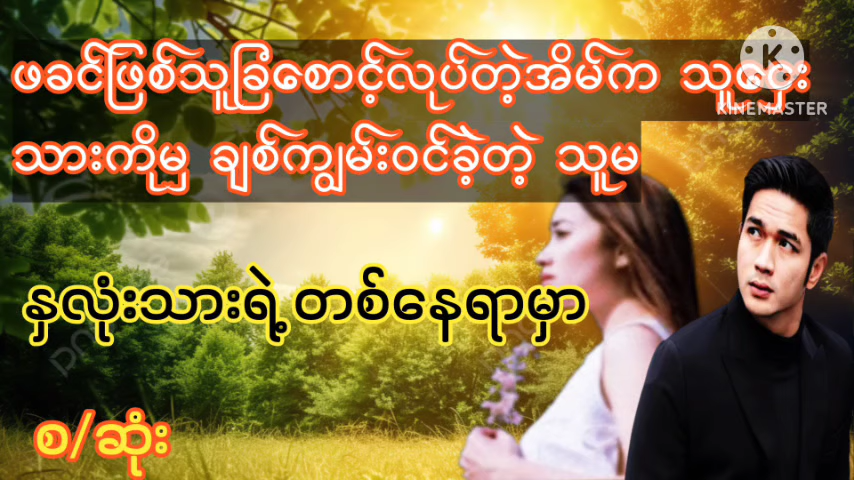 ဖခင်ဖြစ်သူခြံစောင့်လုပ်တဲ့အိမ်က သူဌေး
သားကိုမှ ချစ်ကျွမ်းဝင်ခဲ့တဲ့ သူမ
KINEMASTER
နှလုံးသားရဲ့တစ်နေရာမှာ
စ/ဆုံး